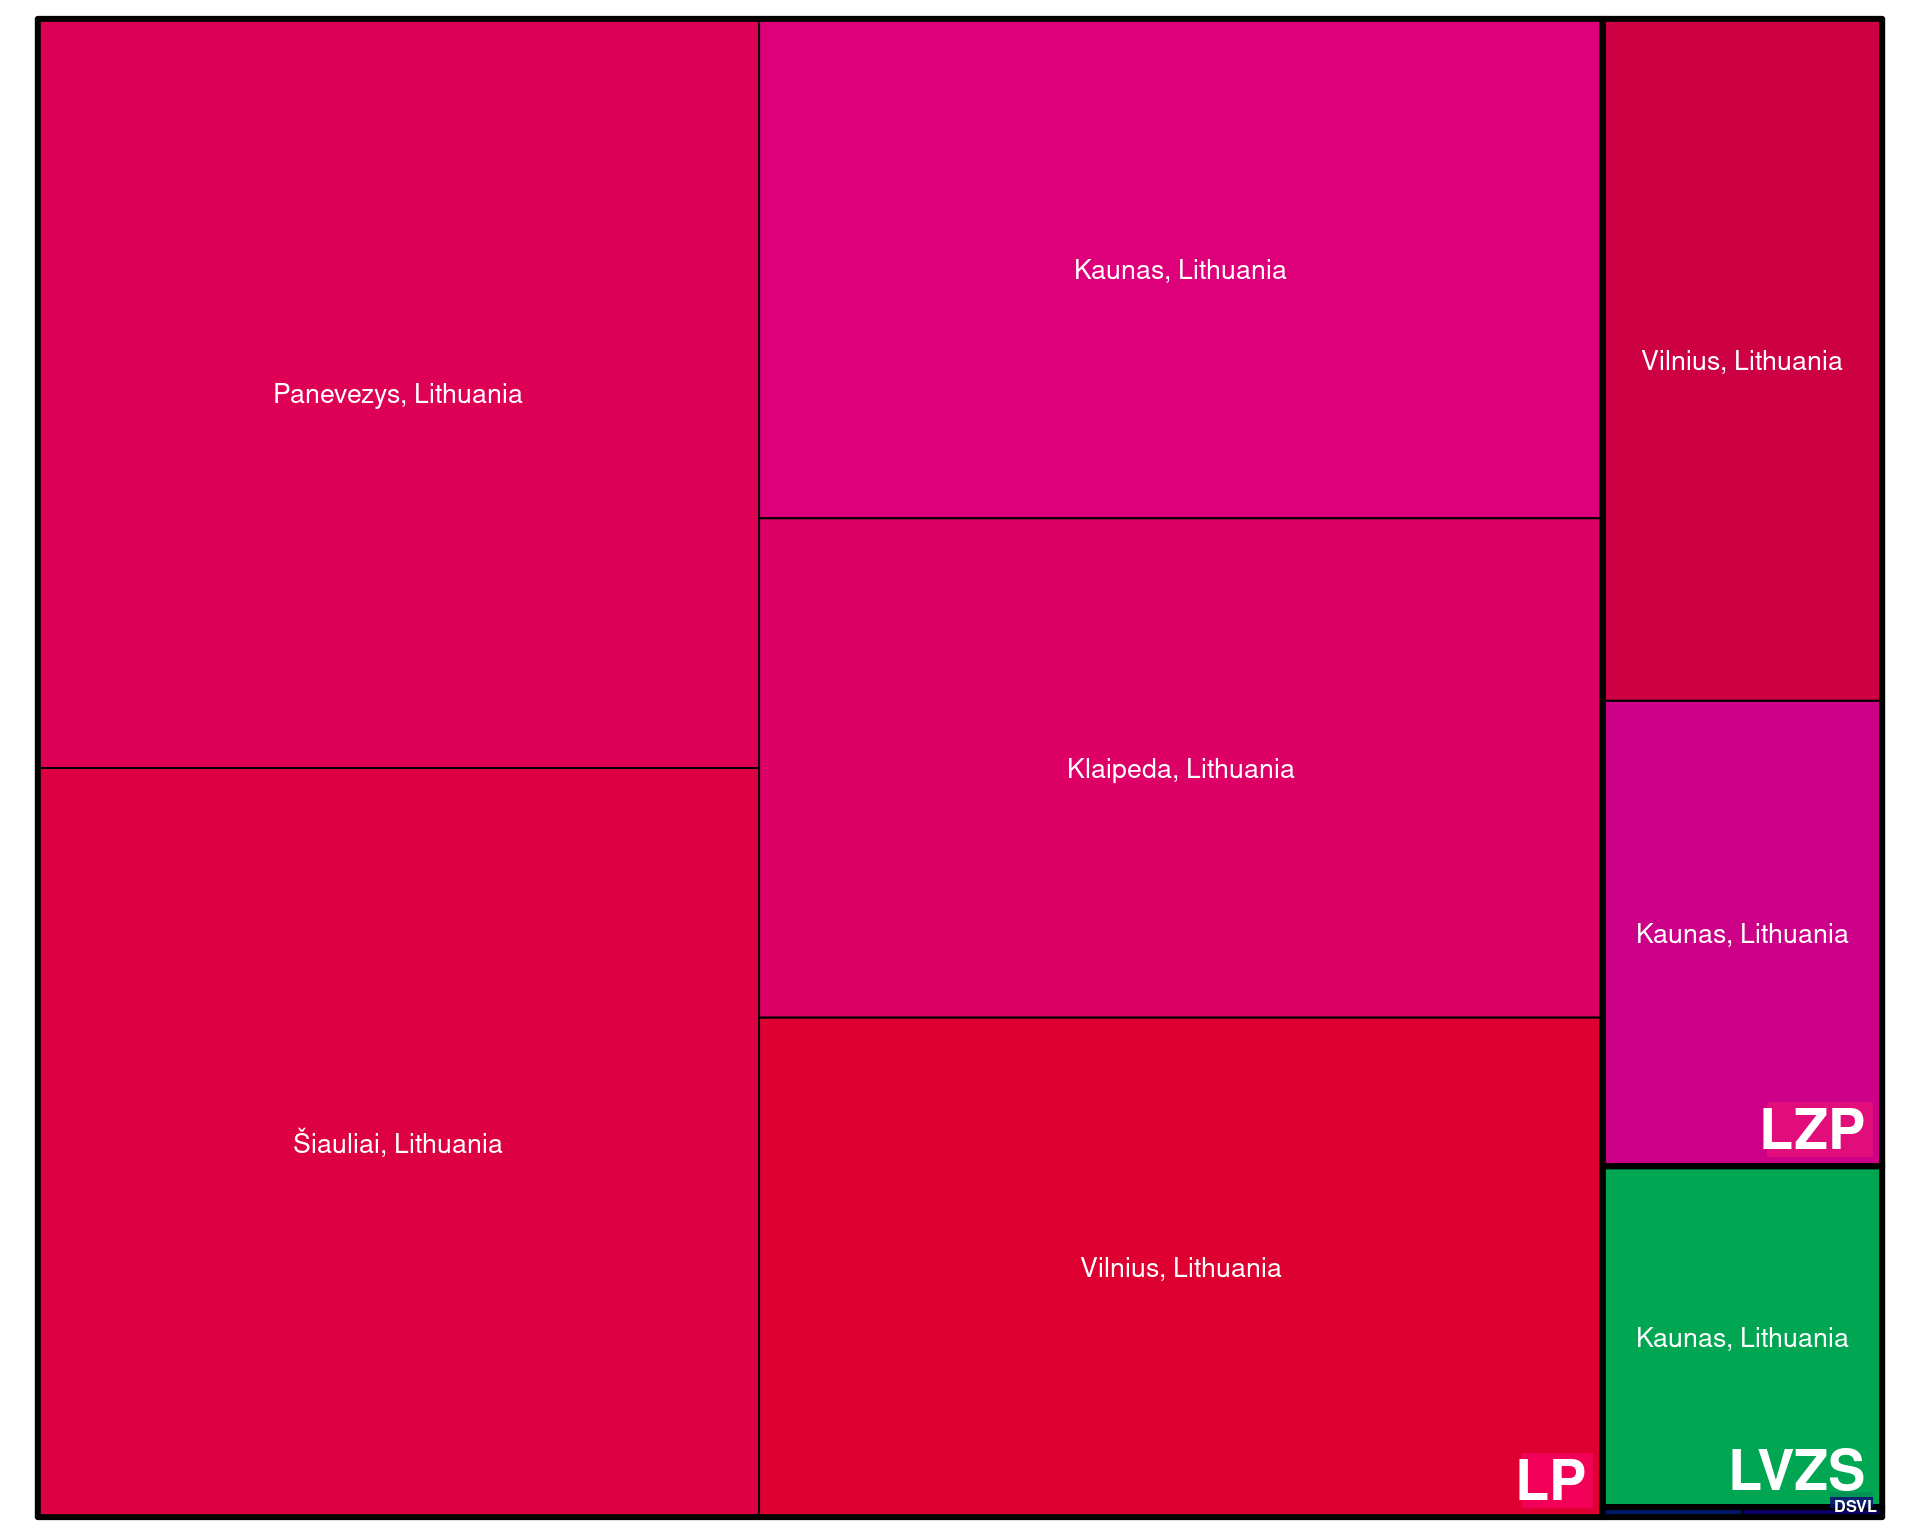 Panevezys, Lithuania
Šiauliai, Lithuania
Kaunas, Lithuania
Klaipeda, Lithuania
Vilnius, Lithuania
LP
Vilnius, Lithuania
Kaunas, Lithuania
LZP
Kaunas, Lithuania
LVZS
DSVL